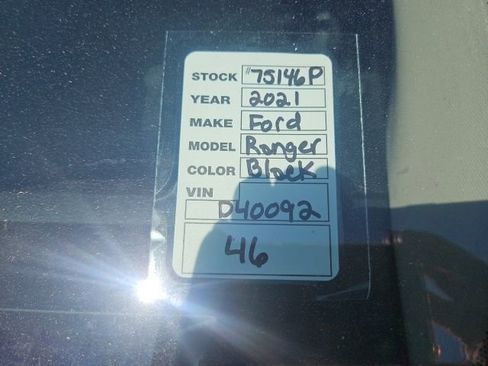 STOCK #75146P
YEAR 2021
MAKE Ford
MODEL Ranger
COLOR Black
VIN
D40092
46